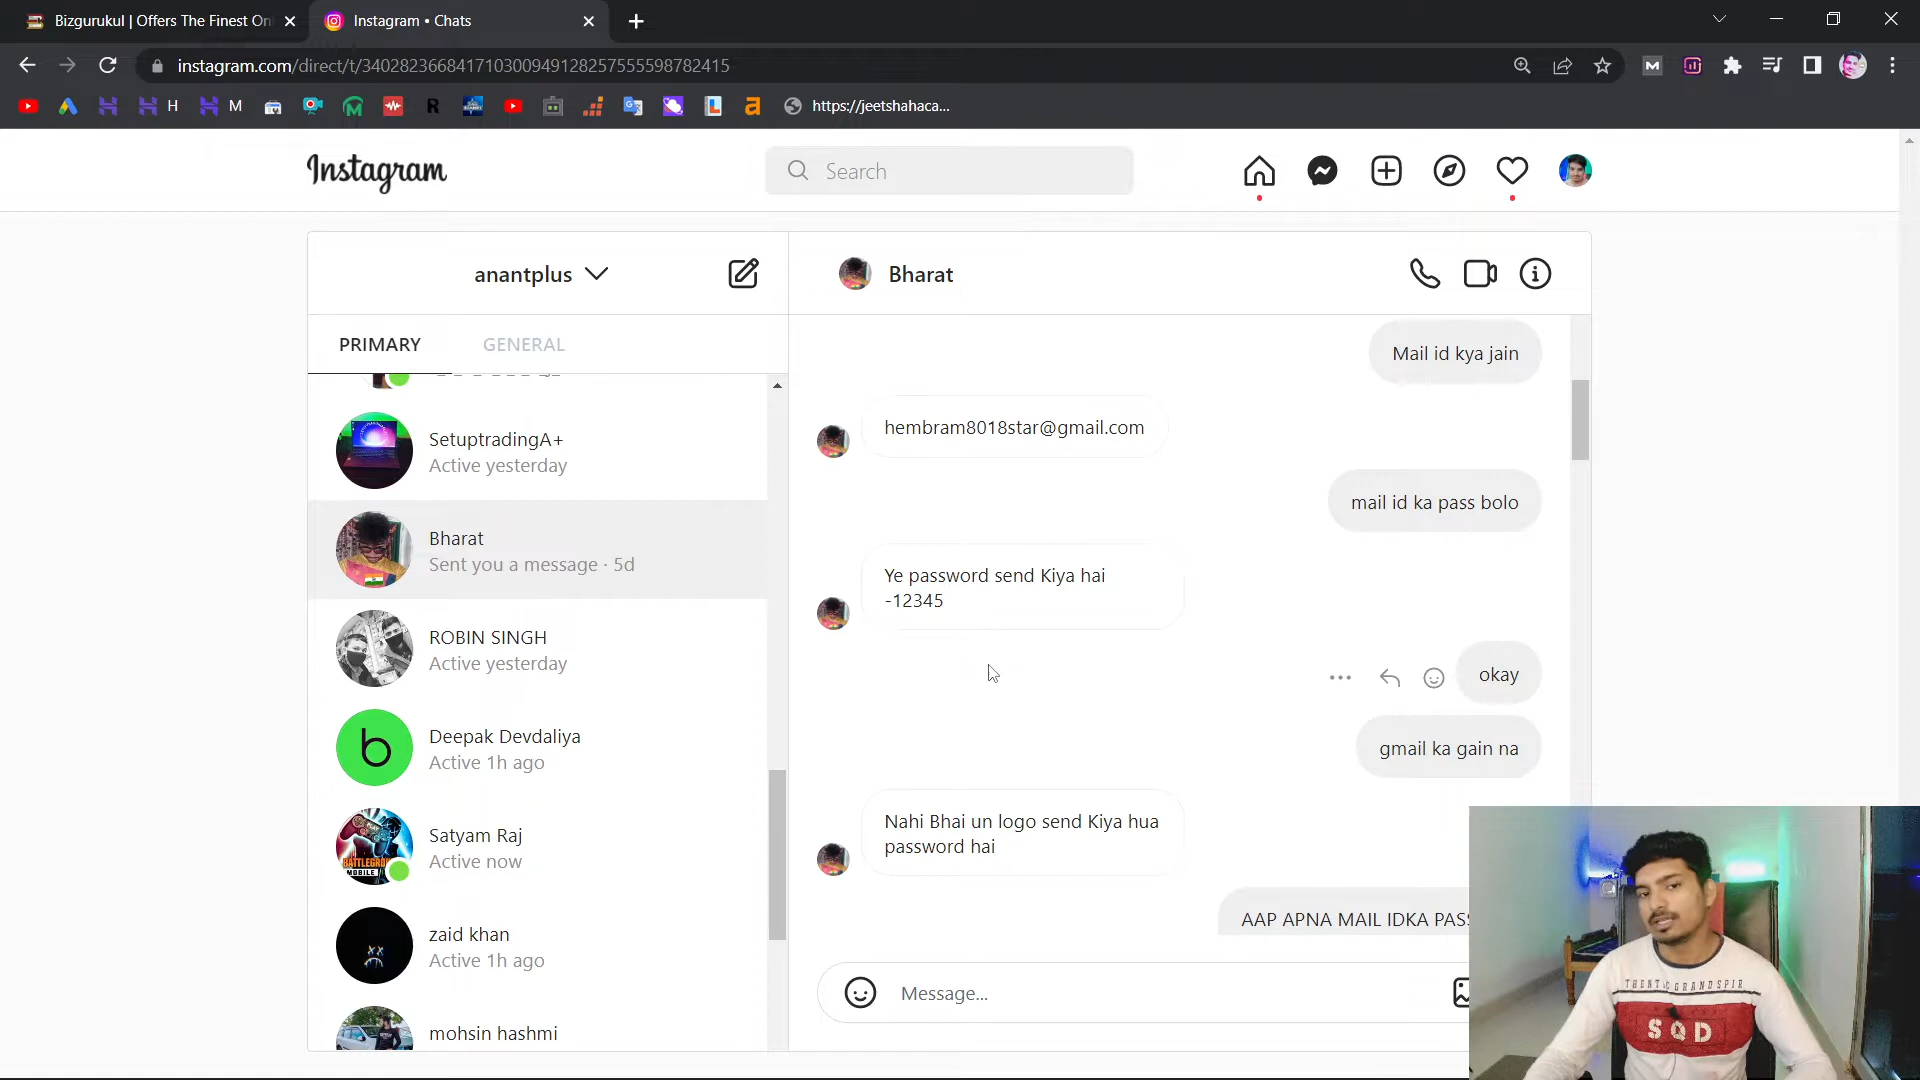 Bizgurukul | Offers The Finest On
Instagram • Chats
instagram.com/direct/t/340282366841710300949128257555598782415
H
M
https://jeetshahaca...
Instagram
Search
anantplus
Bharat
PRIMARY
GENERAL
SetuptradingA+
Active yesterday
Bharat
Sent you a message · 5d
ROBIN SINGH
Active yesterday
Deepak Devdaliya
Active 1h ago
Satyam Raj
Active now
zaid khan
Active 1h ago
mohsin hashmi
Mail id kya jain
hembram8018star@gmail.com
mail id ka pass bolo
Ye password send Kiya hai
-12345
okay
gmail ka gain na
Nahi Bhai un logo send Kiya hua
password hai
AAP APNA MAIL IDKA PAS
Message...
SQD